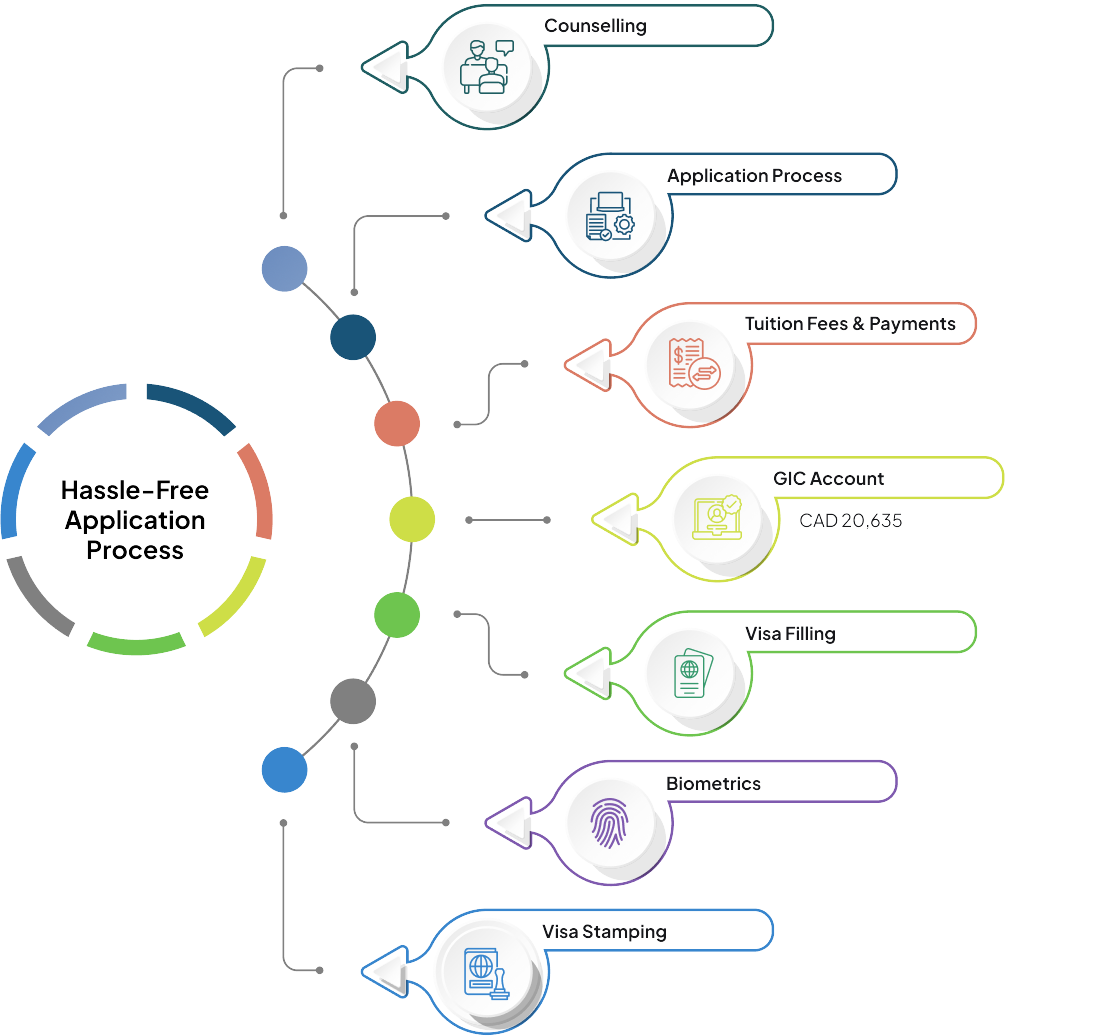 Counselling
Application Process
Tuition Fees & Payments
Hassle-Free
Application
Process
GIC Account
CAD 20,635
Visa Filling
Biometrics
Visa Stamping